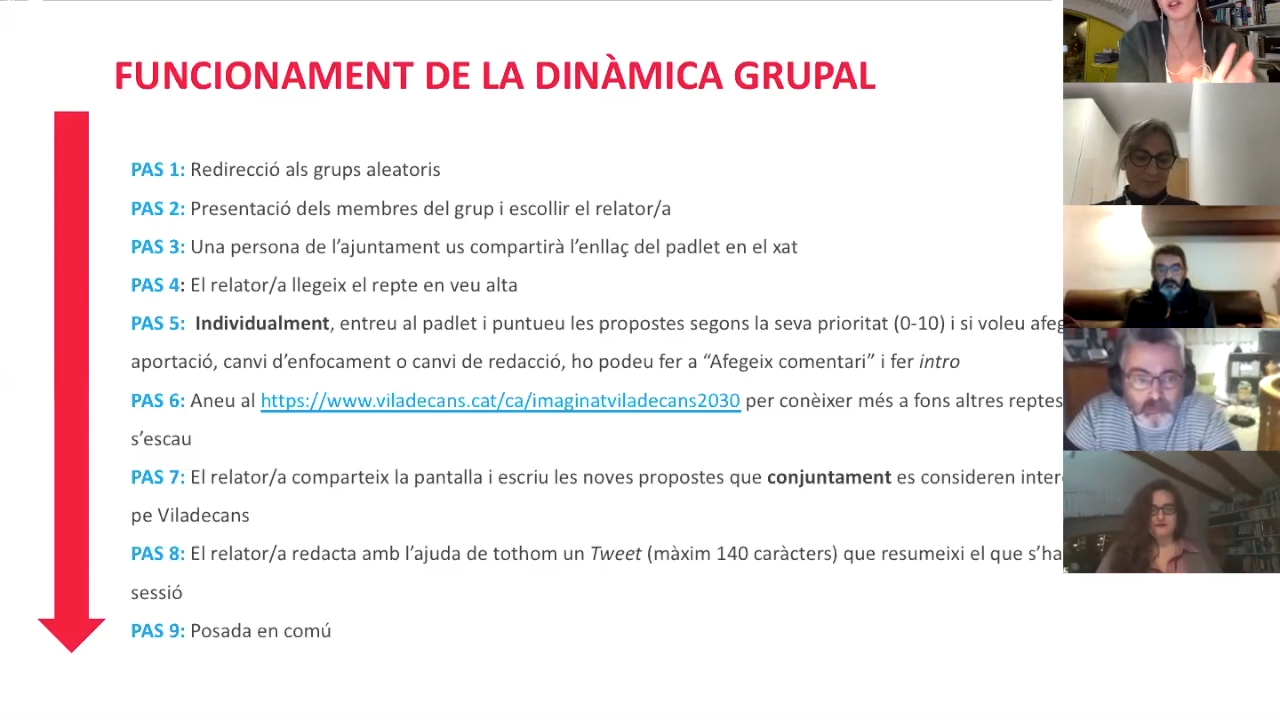 FUNCIONAMENT DE LA DINÀMICA GRUPAL
PAS 1: Redirecció als grups aleatoris
PAS 2: Presentació dels membres del grup i escollir el relator/a
PAS 3: Una persona de l’ajuntament us compartirà l’enllaç del padlet en el xat
PAS 4: El relator/a llegeix el repte en veu alta
PAS 5: Individualment, entreu al padlet i puntueu les propostes segons la seva prioritat (0-10) i si voleu
aportació, canvi d’enfocament o canvi de redacció, ho podeu fer a “Afegeix comentari” i fer intro
PAS 6: Aneu al https://www.viladecans.cat/ca/imaginatviladecans2030 per conèixer més a fons altres reptes
s’escau
PAS 7: El relator/a comparteix la pantalla i escriu les noves propostes que conjuntament es consideren
pe Viladecans
PAS 8: El relator/a redacta amb l’ajuda de tothom un Tweet (màxim 140 caràcters) que resumeixi el que s’ha
sessió
PAS 9: Posada en comú